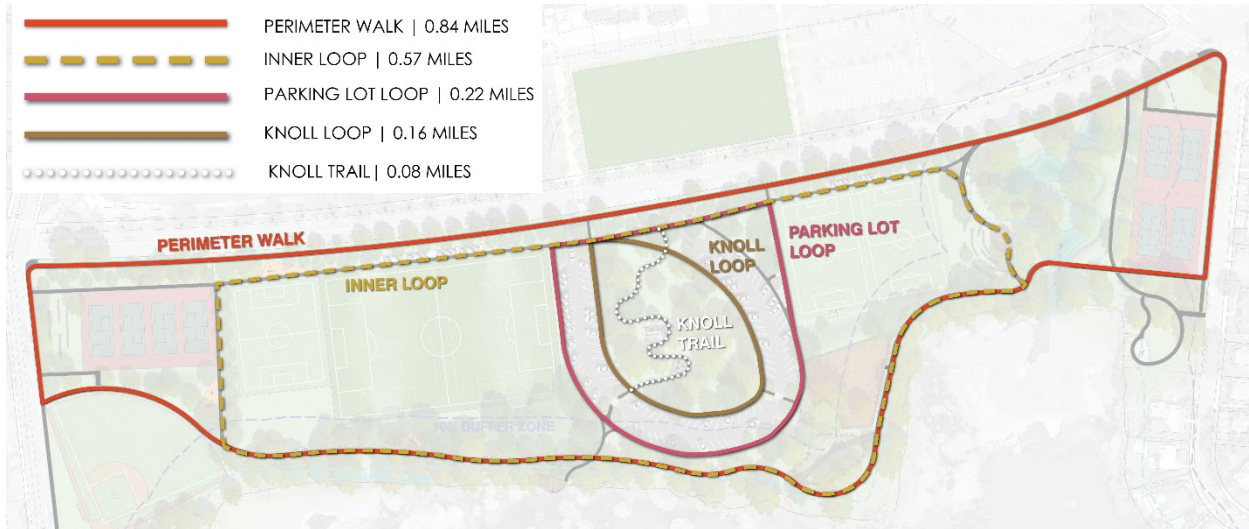 PERIMETER WALK | 0.84 MILES
INNER LOOP | 0.57 MILES
PARKING LOT LOOP | 0.22 MILES
KNOLL LOOP | 0.16 MILES
KNOLL TRAIL | 0.08 MILES
PERIMETER WALK
INNER LOOP
KNOLL
LOOP
PARKING LOT
LOOP
KNOLL
TRAIL
100' BUFFER ZONE